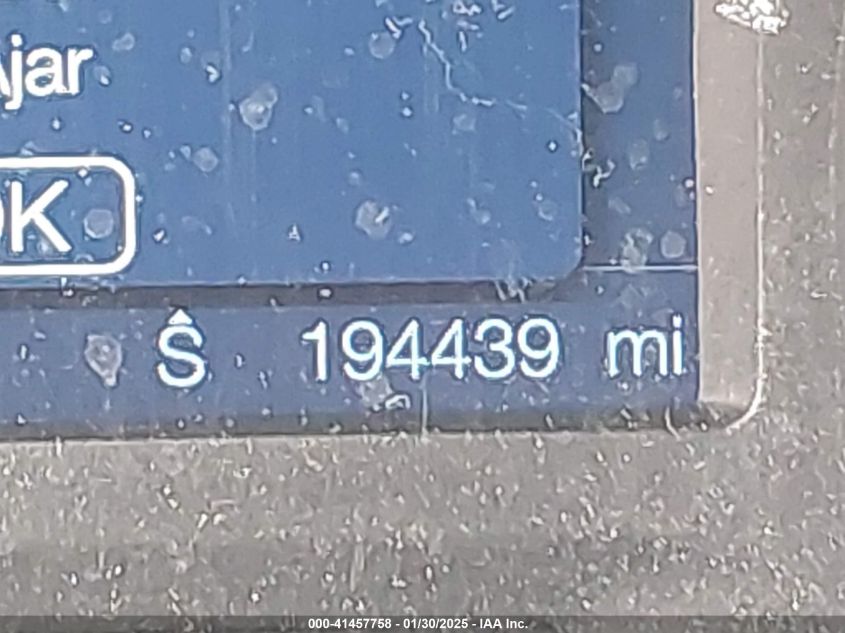 Ajar
OK
S 194439 mi
000-41457758 - 01/30/2025 - IAA Inc.